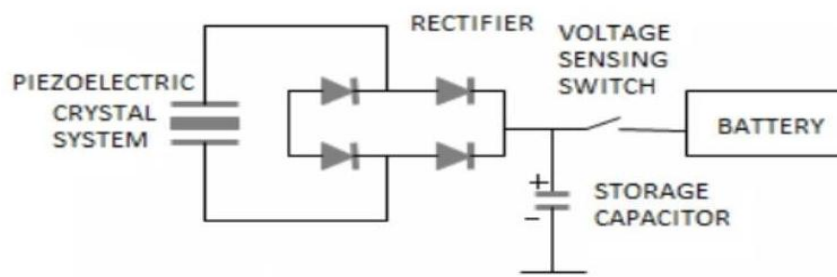 RECTIFIER
VOLTAGE
SENSING
SWITCH
PIEZOELECTRIC
CRYSTAL
SYSTEM
BATTERY
+
−
STORAGE
CAPACITOR